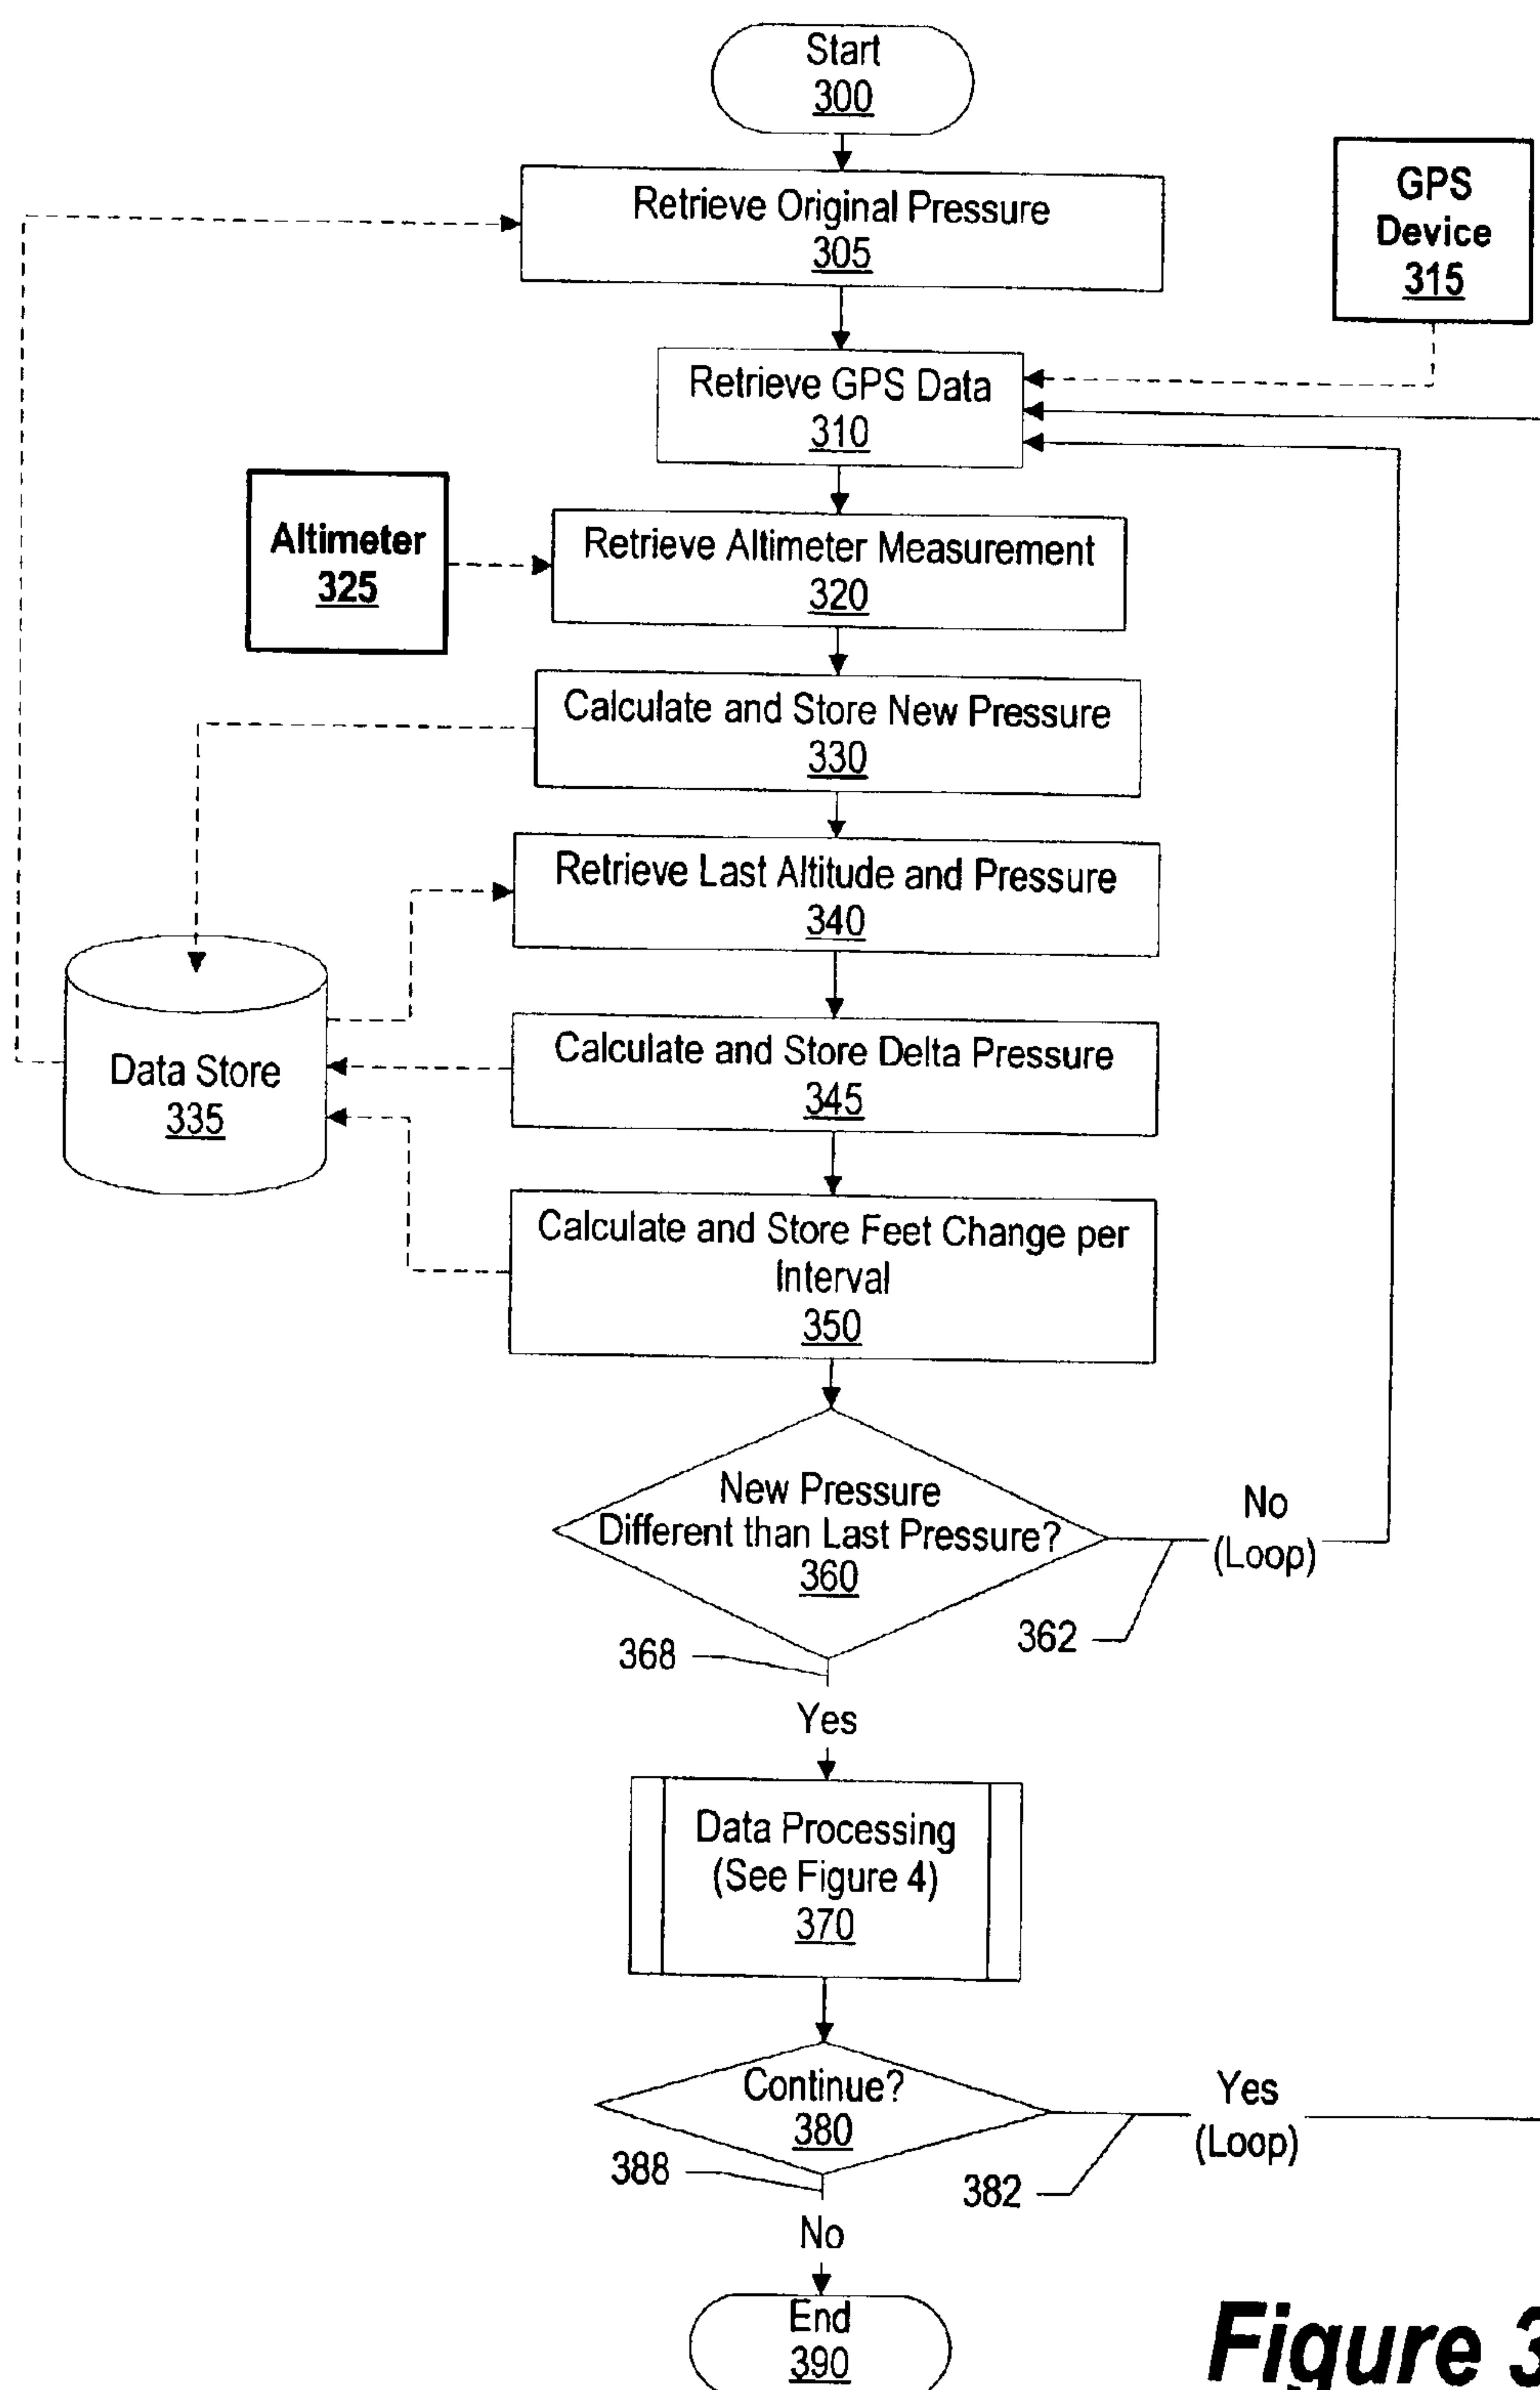 Start
300
Retrieve Original Pressure
305
GPS
Device
315
Retrieve GPS Data
310
Altimeter
325
Retrieve Altimeter Measurement
320
Calculate and Store New Pressure
330
Retrieve Last Altitude and Pressure
340
Data Store
335
Calculate and Store Delta Pressure
345
Calculate and Store Feet Change per
Interval
350
New Pressure
Different than Last Pressure?
360
No
(Loop)
362
368
Yes
Data Processing
(See Figure 4)
370
Continue?
380
Yes
(Loop)
388
382
No
End
390
Figure 3